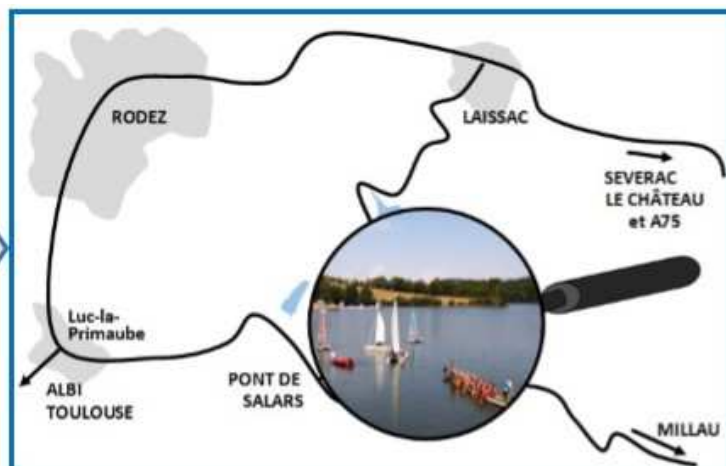 RODEZ
LAISSAC
SEVERAC
LE CHÂTEAU
et A75
Luc-la-
Primaube
ALBI
TOULOUSE
PONT DE
SALARS
MILLAU